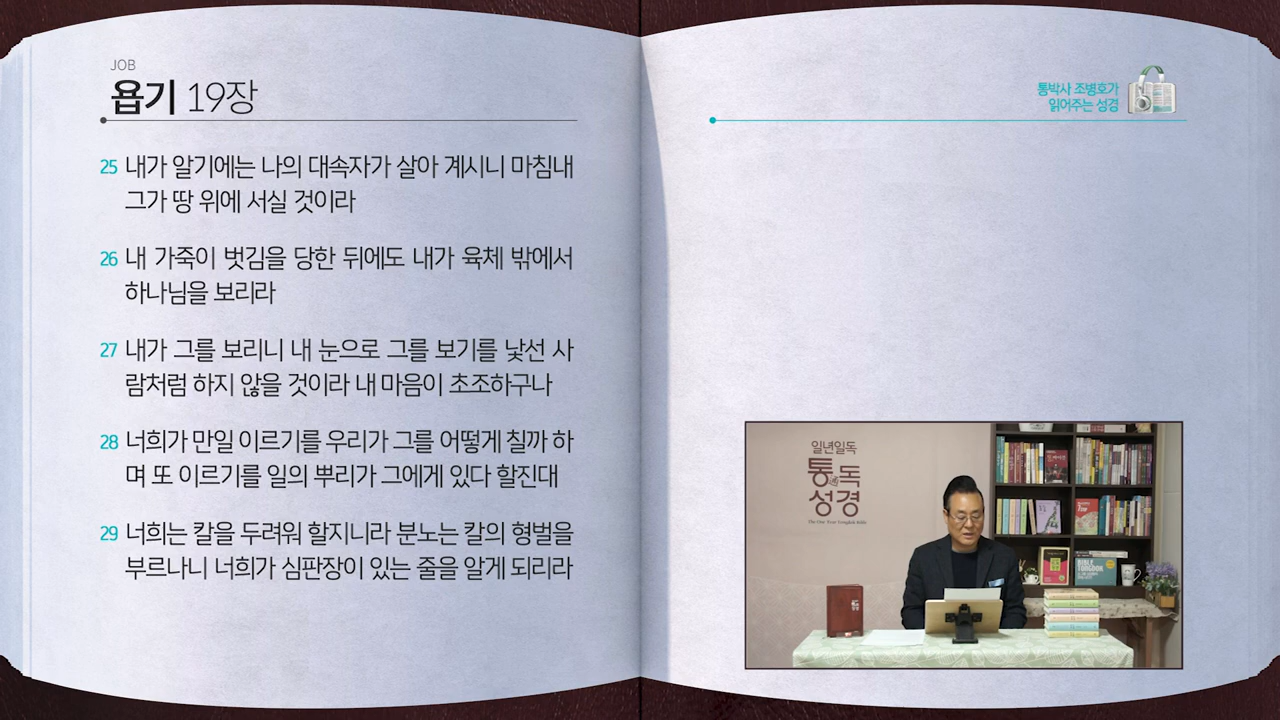 JOB
욥기 19장
25 내가 알기에는 나의 대속자가 살아 계시니 마침내
그가 땅 위에 서실 것이라
26 내 가죽이 벗김을 당한 뒤에도 내가 육체 밖에서
하나님을 보리라
27 내가 그를 보리니 내 눈으로 그를 보기를 낯선 사
람처럼 하지 않을 것이라 내 마음이 초조하구나
28 너희가 만일 이르기를 우리가 그를 어떻게 칠까 하
며 또 이르기를 일의 뿌리가 그에게 있다 할진대
29 너희는 칼을 두려워 할지니라 분노는 칼의 형벌을
부르나니 너희가 심판장이 있는 줄을 알게 되리라
통박사 조병호가
읽어주는 성경
일년일독
통독
성경
The One Year Tongdok Bible
BIBLE
TONGDOK